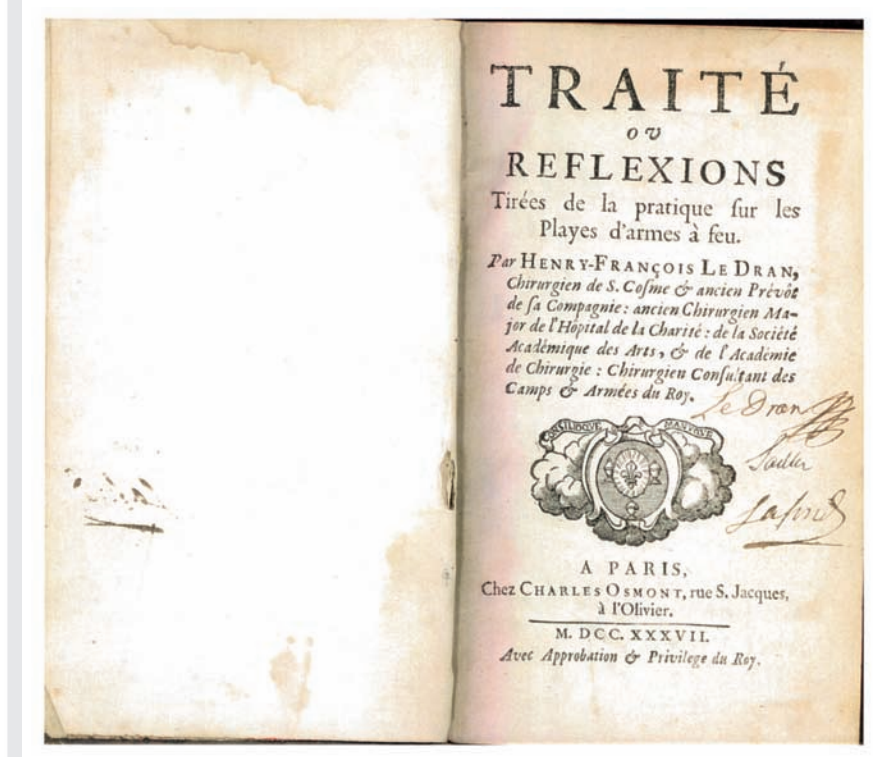 TRAITÉ
OU
REFLEXIONS
Tirées de la pratique sur les
Playes d'armes à feu.
Par HENRY-FRANÇOIS LE DRAN,
Chirurgien de S. Cosme & ancien Prévôt
de sa Compagnie : ancien Chirurgien Ma-
jor de l'Hôpital de la Charité : de la Société
Académique des Arts, & de l'Académie
de Chirurgie : Chirurgien Consultant des
Camps & Armées du Roy.
Le Dran
CONSILIOQUE MANUQUE
A PARIS,
Chez CHARLES OSMONT, rue S. Jacques,
à l'Olivier.
M. DCC. XXXVII.
Avec Approbation & Privilege du Roy.